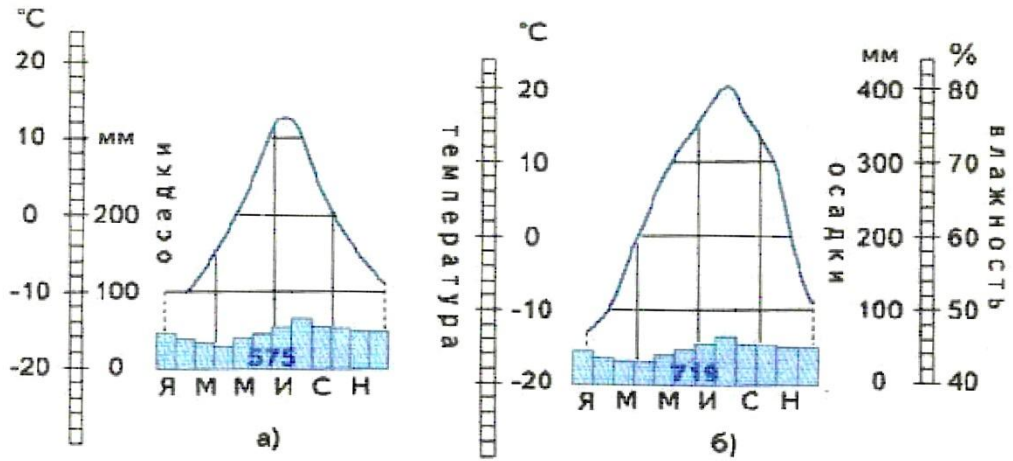 °C
20
10
0
-10
-20
мм
200
100
0
осадки
575
Я М М И С Н
а)
температура
°C
20
10
0
-10
-20
719
Я М М И С Н
б)
осадки
мм
400
300
200
100
0
%
80
70
60
50
40
влажность